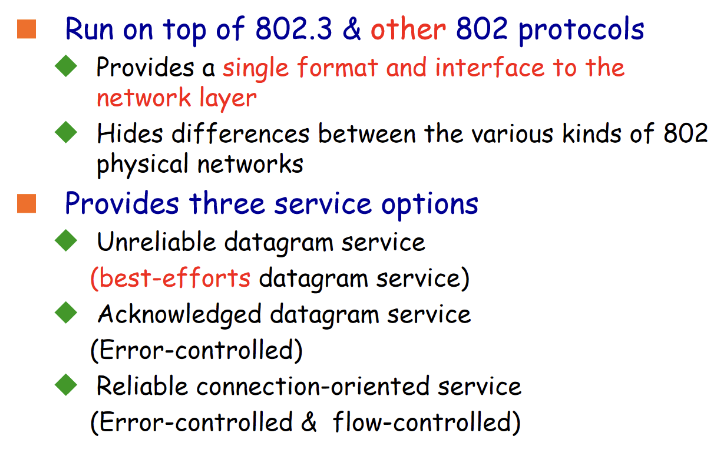 Run on top of 802.3 & other 802 protocols
Provides a single format and interface to the
network layer
Hides differences between the various kinds of 802
physical networks
Provides three service options
Unreliable datagram service
(best-efforts datagram service)
Acknowledged datagram service
(Error-controlled)
Reliable connection-oriented service
(Error-controlled & flow-controlled)